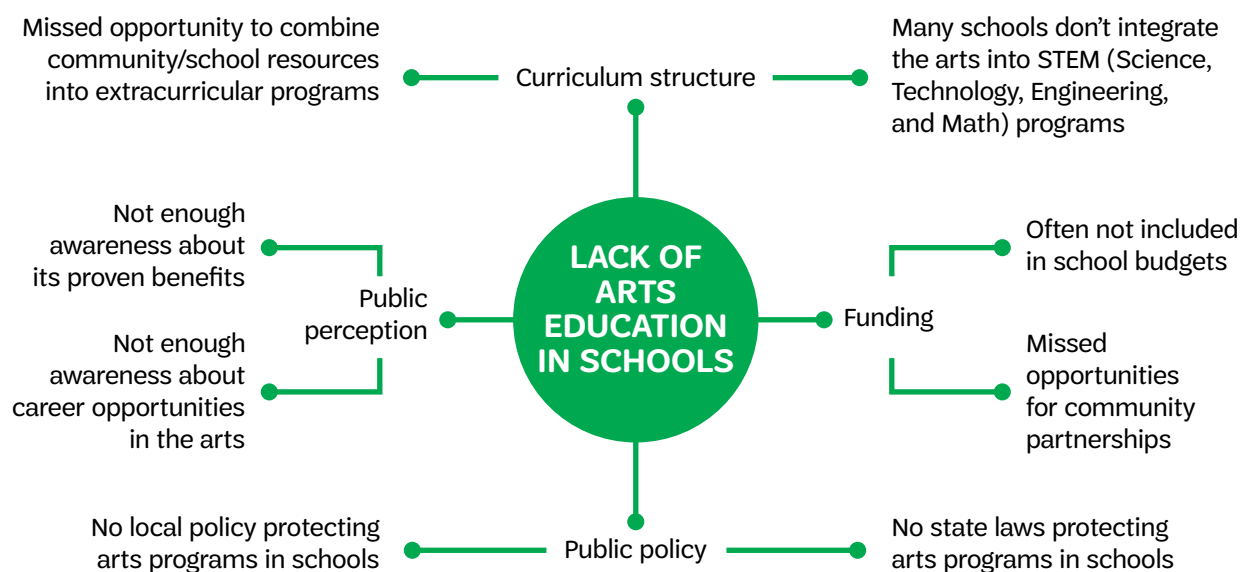 Missed opportunity to combine
community/school resources
into extracurricular programs
Curriculum structure
Many schools don’t integrate
the arts into STEM (Science,
Technology, Engineering,
and Math) programs
Not enough
awareness about
its proven benefits
Public
perception
Not enough
awareness about
career opportunities
in the arts
LACK OF
ARTS
EDUCATION
IN SCHOOLS
Funding
Often not included
in school budgets
Missed
opportunities
for community
partnerships
No local policy protecting
arts programs in schools
Public policy
No state laws protecting
arts programs in schools